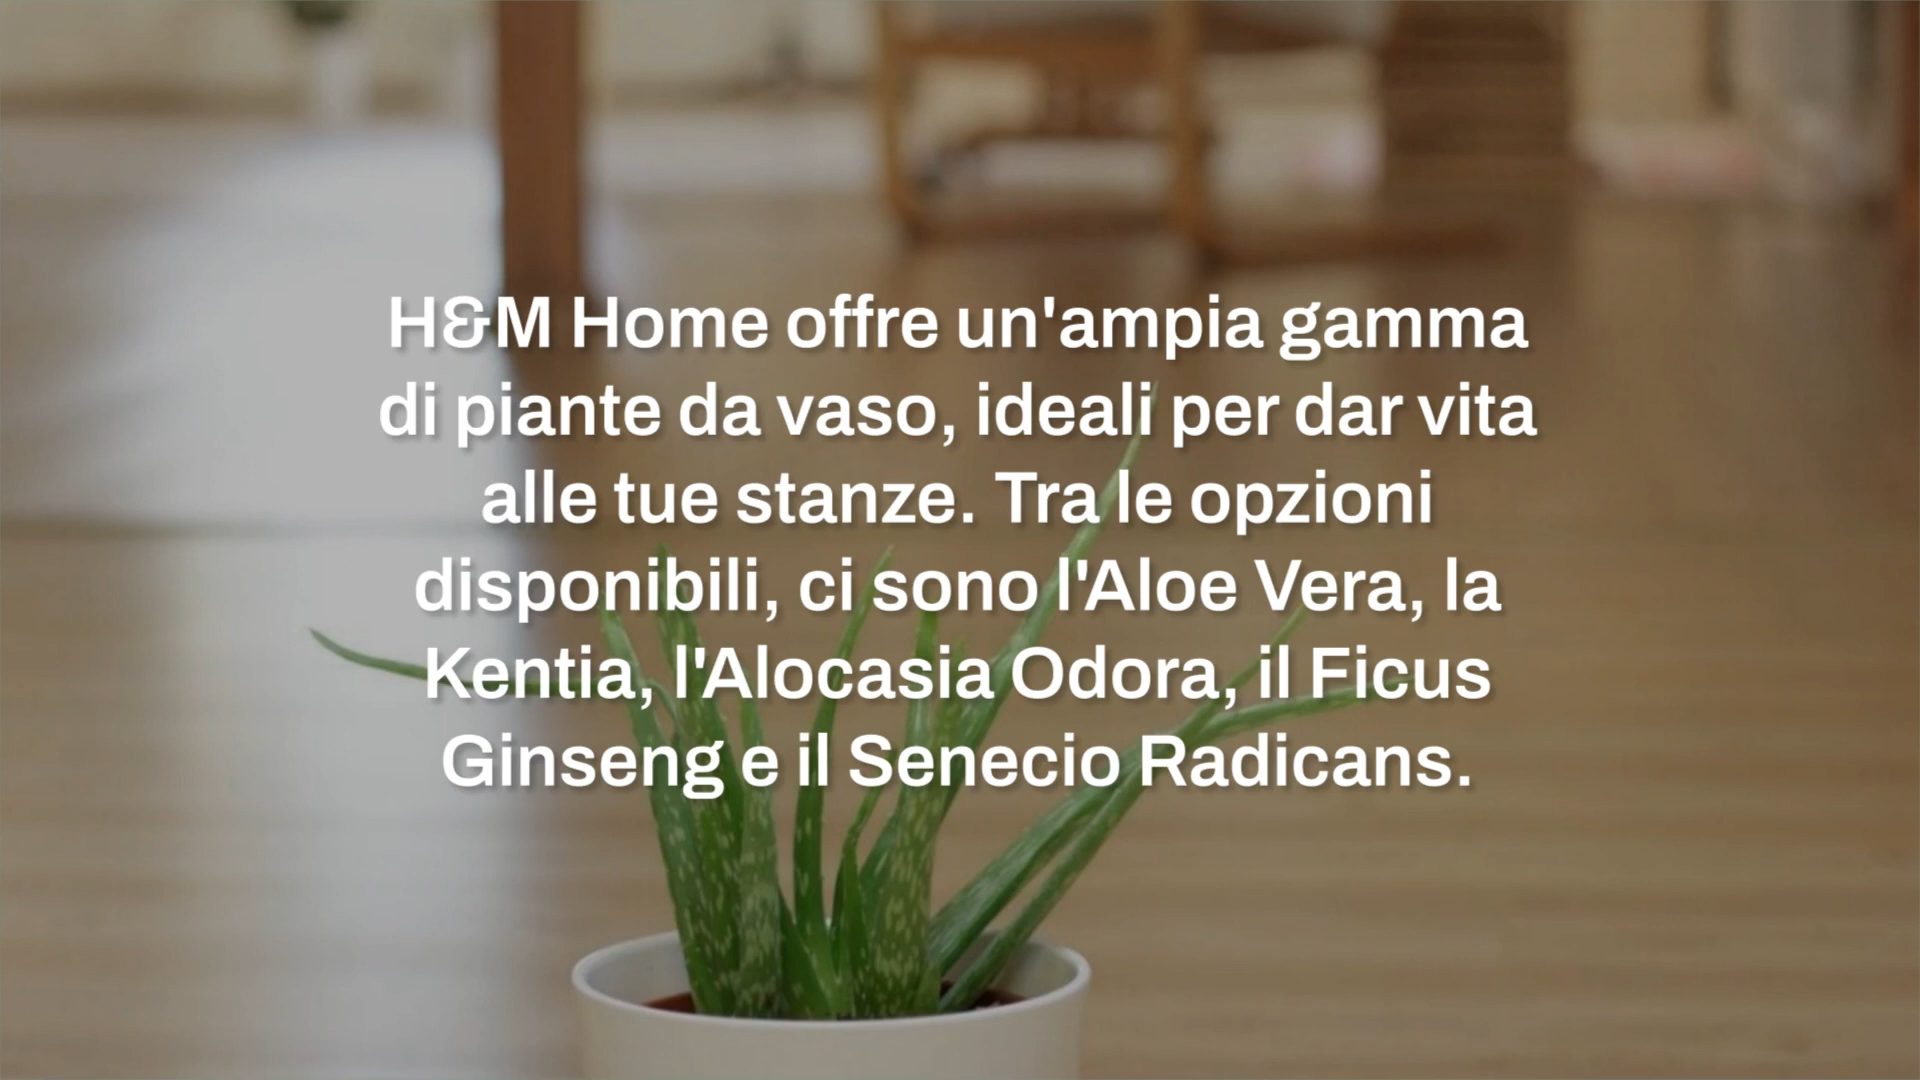 H&M Home offre un'ampia gamma
di piante da vaso, ideali per dar vita
alle tue stanze. Tra le opzioni
disponibili, ci sono l'Aloe Vera, la
Kentia, l'Alocasia Odora, il Ficus
Ginseng e il Senecio Radicans.